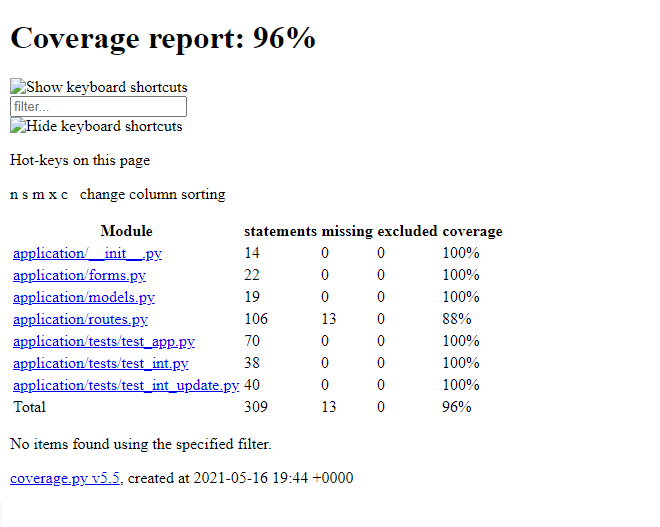 Coverage report: 96%
Show keyboard shortcuts
filter...
Hide keyboard shortcuts
Hot-keys on this page
n s m x c change column sorting
Module statements missing excluded coverage
application/__init__.py 14 0 0 100%
application/forms.py 22 0 0 100%
application/models.py 19 0 0 100%
application/routes.py 106 13 0 88%
application/tests/test_app.py 70 0 0 100%
application/tests/test_int.py 38 0 0 100%
application/tests/test_int_update.py 40 0 0 100%
Total 309 13 0 96%
No items found using the specified filter.
coverage.py v5.5, created at 2021-05-16 19:44 +0000